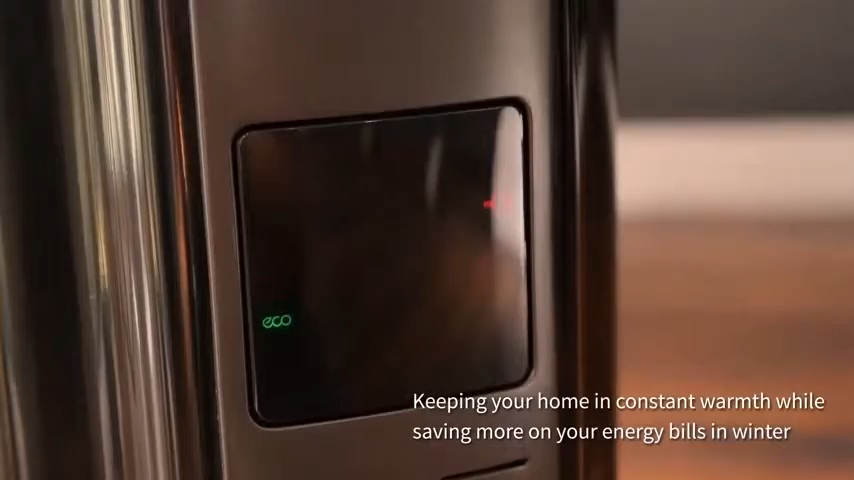 eco
Keeping your home in constant warmth while
saving more on your energy bills in winter